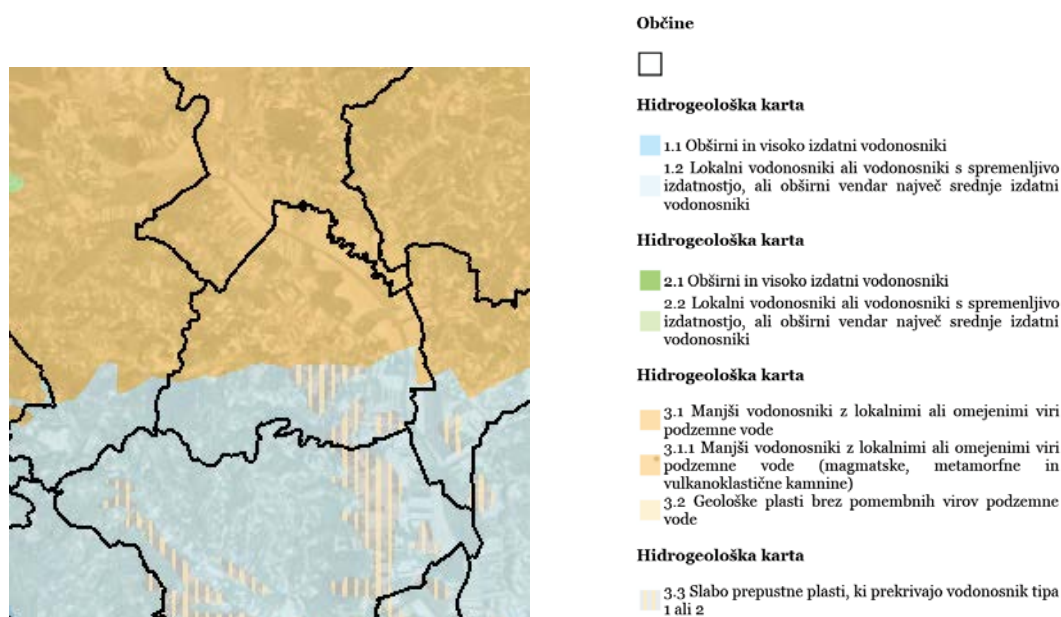 Občine
Hidrogeološka karta
1.1 Obširni in visoko izdatni vodonosniki
1.2 Lokalni vodonosniki ali vodonosniki s spremenljivo
izdatnostjo, ali obširni vendar največ srednje izdatni
vodonosniki
Hidrogeološka karta
2.1 Obširni in visoko izdatni vodonosniki
2.2 Lokalni vodonosniki ali vodonosniki s spremenljivo
izdatnostjo, ali obširni vendar največ srednje izdatni
vodonosniki
Hidrogeološka karta
3.1 Manjši vodonosniki z lokalnimi ali omejenimi viri
podzemne vode
3.1.1 Manjši vodonosniki z lokalnimi ali omejenimi viri
podzemne vode (magmatske, metamorfne in
vulkanoklastične kamnine)
3.2 Geološke plasti brez pomembnih virov podzemne
vode
Hidrogeološka karta
3.3 Slabo prepustne plasti, ki prekrivajo vodonosnik tipa
1 ali 2